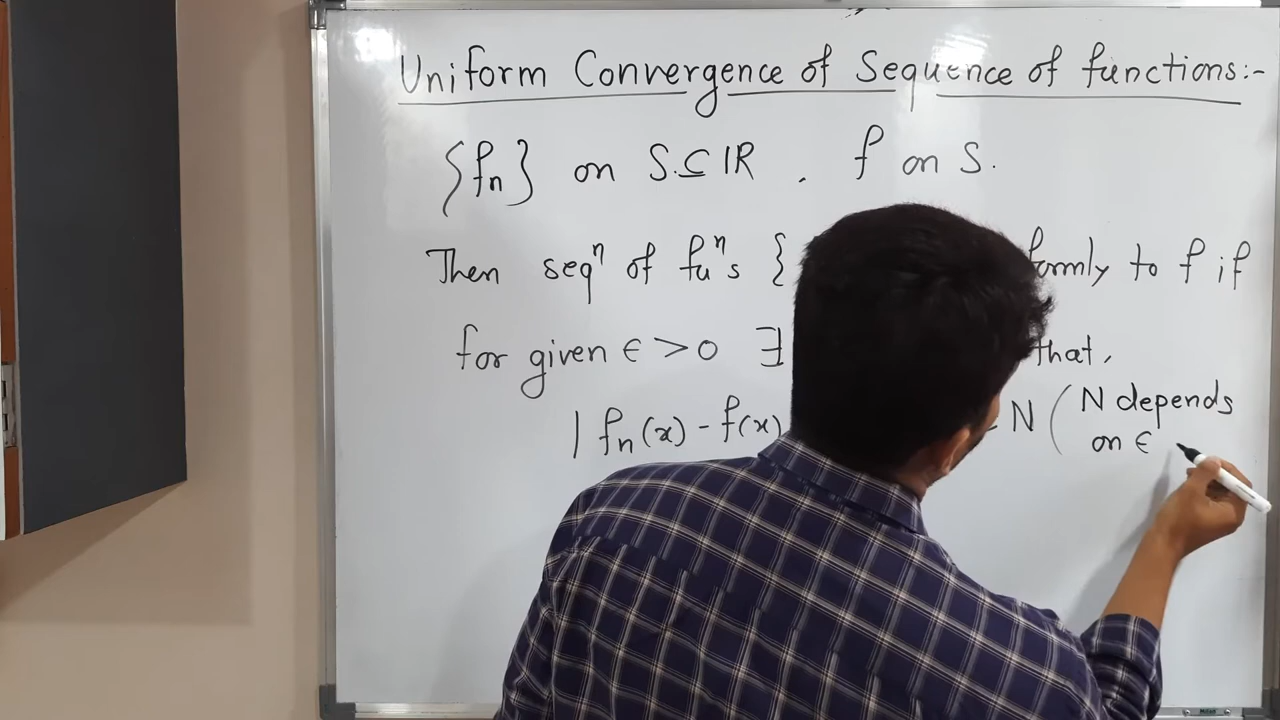 Uniform Convergence of Sequence of functions:-
{fn} on S ⊆ IR . f on S.
Then seqⁿ of fuⁿs { formly to f if
for given ε > 0 ∃ that,
| fn(x) - f(x) N ( N depends
on ε